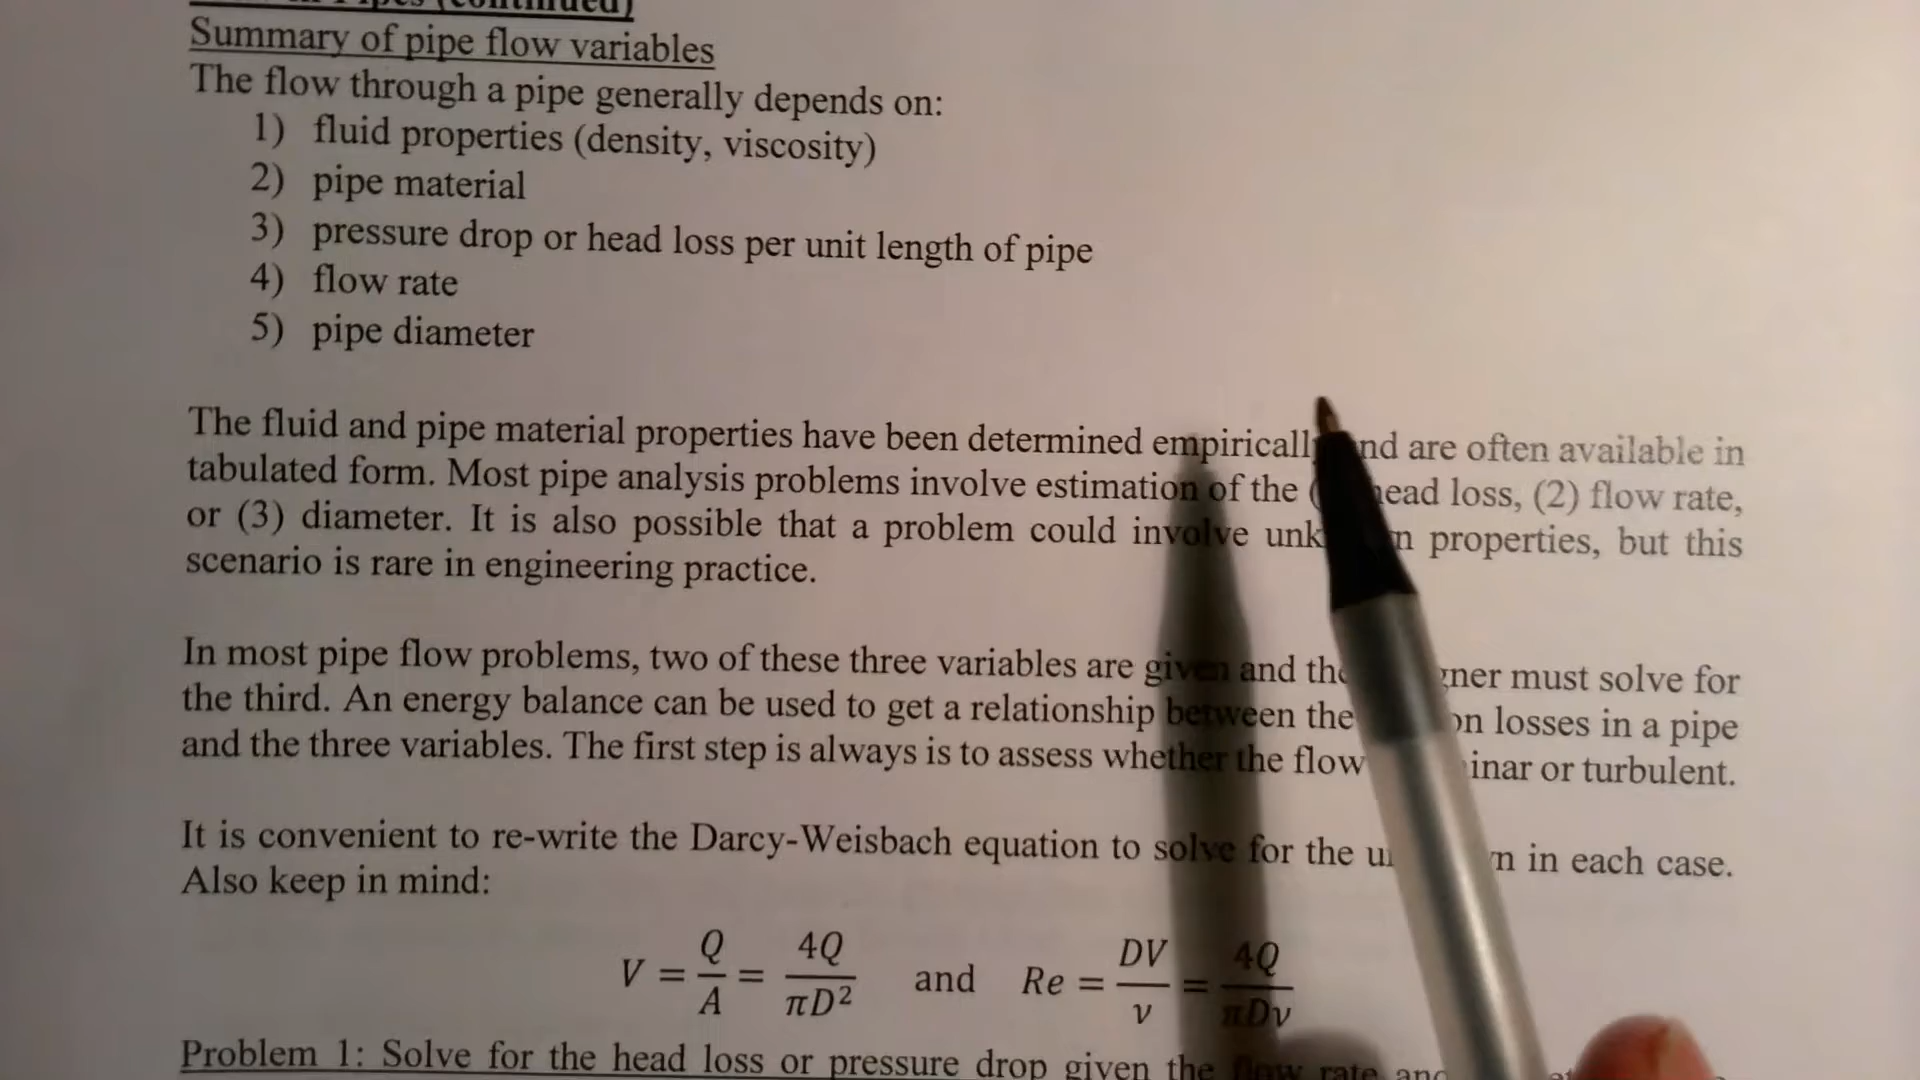 (continued)
Summary of pipe flow variables
The flow through a pipe generally depends on:
1) fluid properties (density, viscosity)
2) pipe material
3) pressure drop or head loss per unit length of pipe
4) flow rate
5) pipe diameter
The fluid and pipe material properties have been determined empirically and are often available in
tabulated form. Most pipe analysis problems involve estimation of the head loss, (2) flow rate,
or (3) diameter. It is also possible that a problem could involve properties, but this
scenario is rare in engineering practice.
In most pipe flow problems, two of these three variables are given and the must solve for
the third. An energy balance can be used to get a relationship between the losses in a pipe
and the three variables. The first step is always is to assess whether the flow or turbulent.
It is convenient to re-write the Darcy-Weisbach equation to solve for the in each case.
Also keep in mind:
V = Q/A = 4Q/πD² and Re = DV/ν = 4Q/πDν
Problem 1: Solve for the head loss or pressure drop given the flow rate and